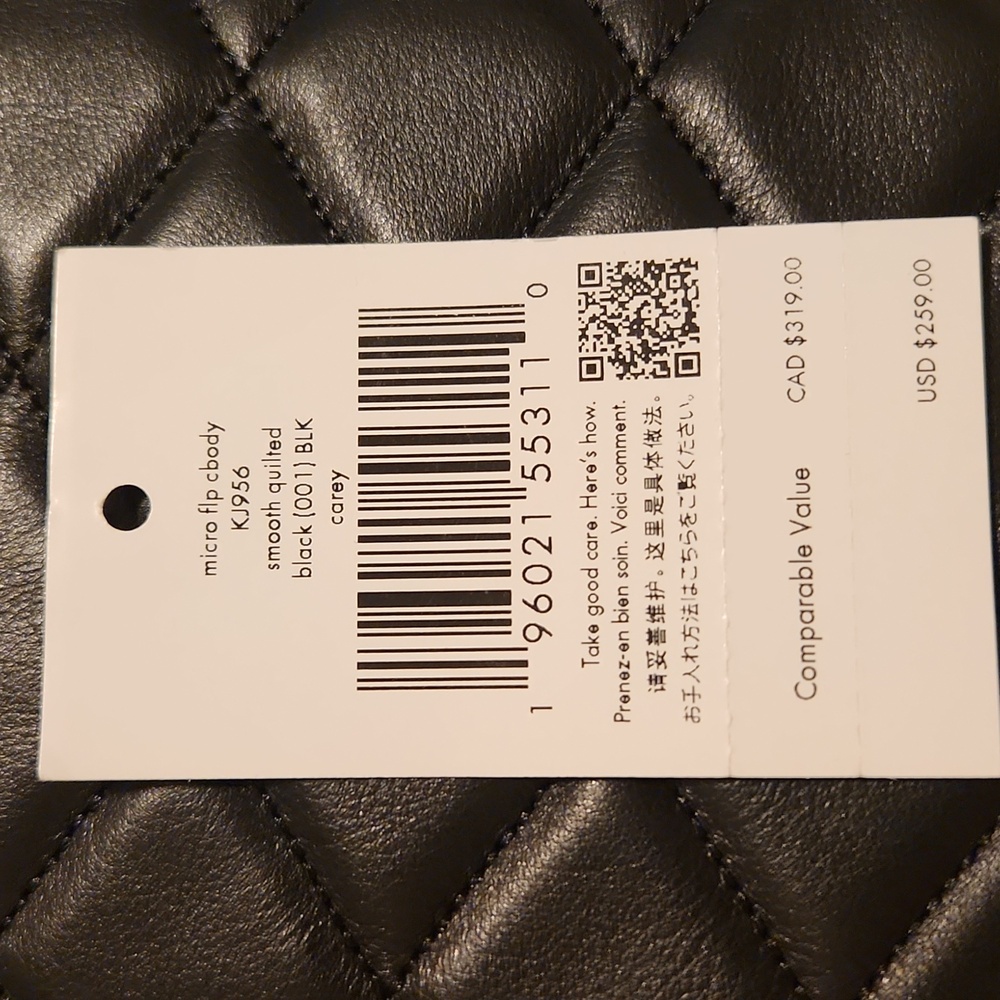 micro flp cbody
KJ956
smooth quilted
black (001) BLK
carey
1 96021 55311 0
Take good care. Here's how.
Prenez-en bien soin. Voici comment.
请妥善维护。这里是具体做法。
お手入れ方法はこちらをご覧ください。
Comparable Value CAD $319.00
USD $259.00